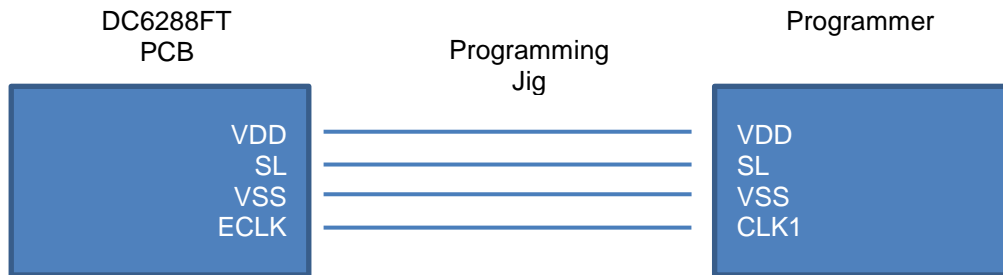 DC6288FT
PCB
Programming
Jig
Programmer
VDD
SL
VSS
ECLK
VDD
SL
VSS
CLK1